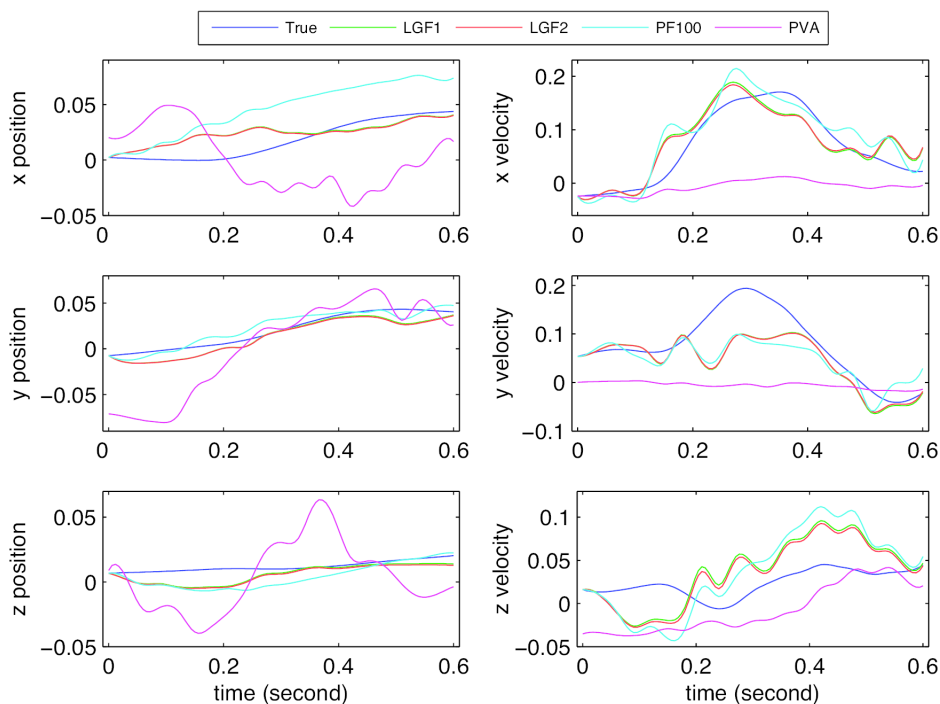 True LGF1 LGF2 PF100 PVA
x position
0.05
0
−0.05
0 0.2 0.4 0.6
x velocity
0.2
0.1
0
0 0.2 0.4 0.6
y position
0.05
0
−0.05
0 0.2 0.4 0.6
y velocity
0.2
0.1
0
−0.1
0 0.2 0.4 0.6
z position
0.05
0
−0.05
0 0.2 0.4 0.6
time (second)
z velocity
0.1
0.05
0
−0.05
0 0.2 0.4 0.6
time (second)